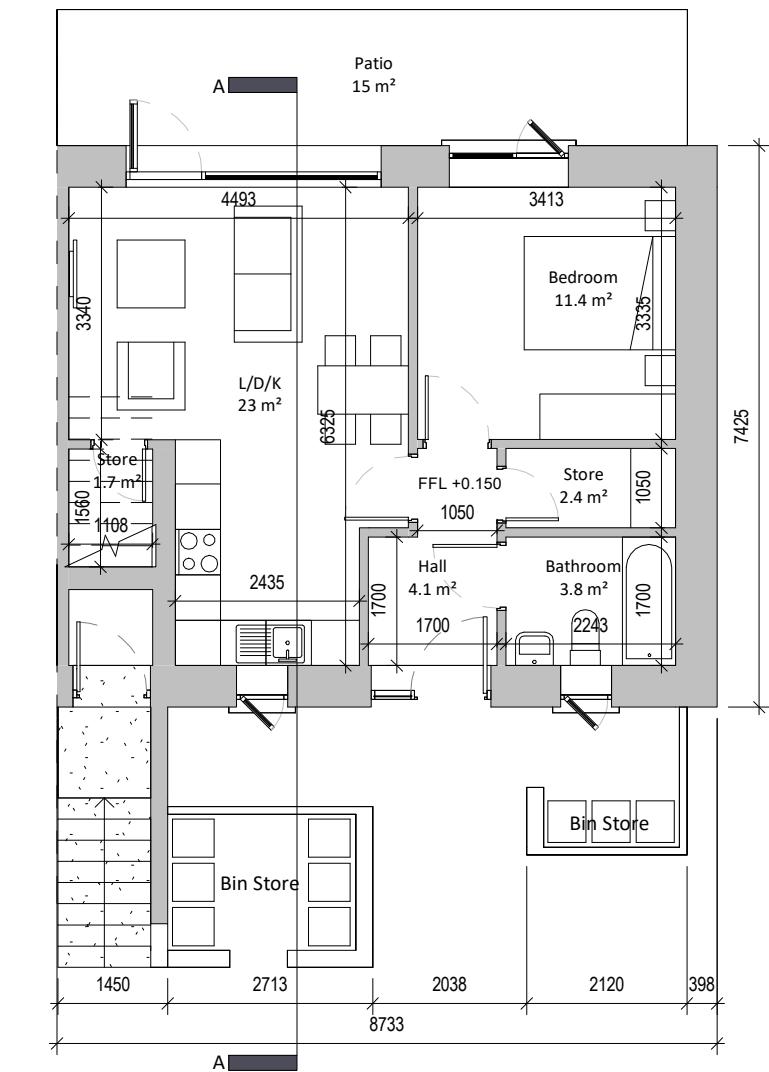 Patio
15 m²
A
4493
3413
Bedroom
11.4 m²
3340
3335
L/D/K
23 m²
6325
7425
Store
1.7 m²
FFL +0.150
Store
2.4 m²
1050
1050
1560
1108
Hall
4.1 m²
Bathroom
3.8 m²
2435
1700
1700
1700
2243
Bin Store
Bin Store
1450
2713
2038
2120
398
8733
A